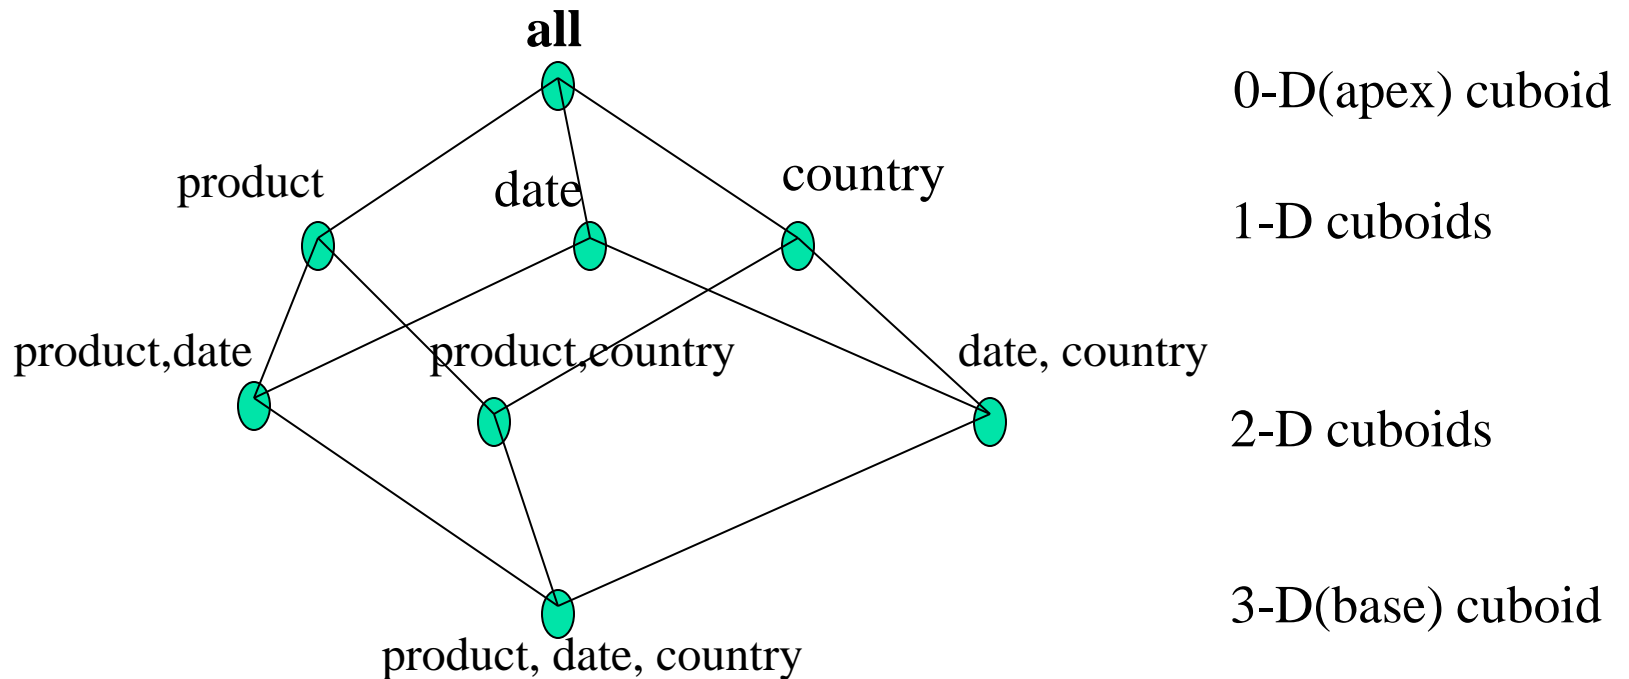 all
0-D(apex) cuboid
product
date
country
1-D cuboids
product,date
product,country
date, country
2-D cuboids
3-D(base) cuboid
product, date, country